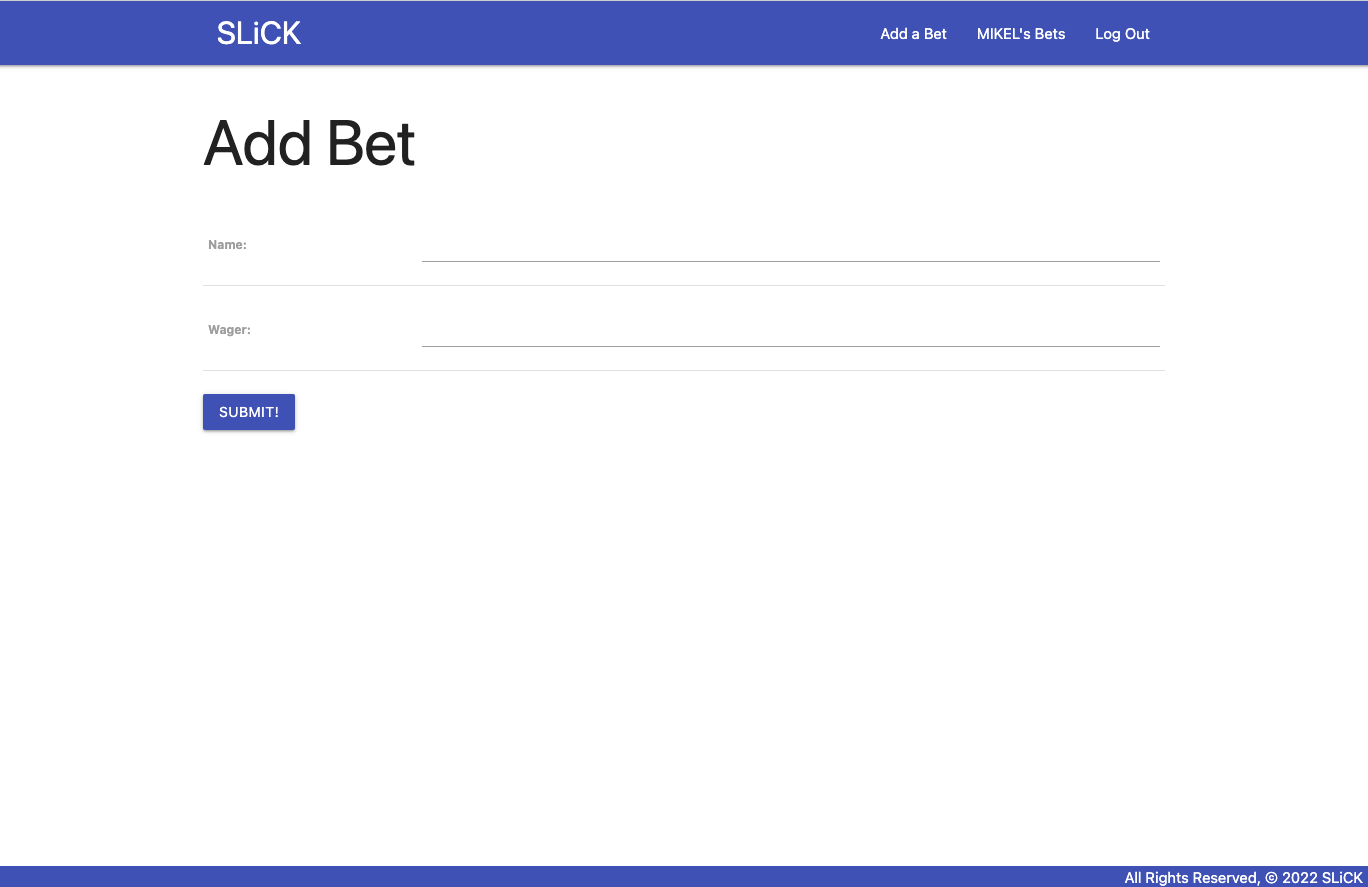 SLiCK
Add a Bet MIKEL's Bets Log Out
Add Bet
Name:
Wager:
SUBMIT!
All Rights Reserved, © 2022 SLiCK